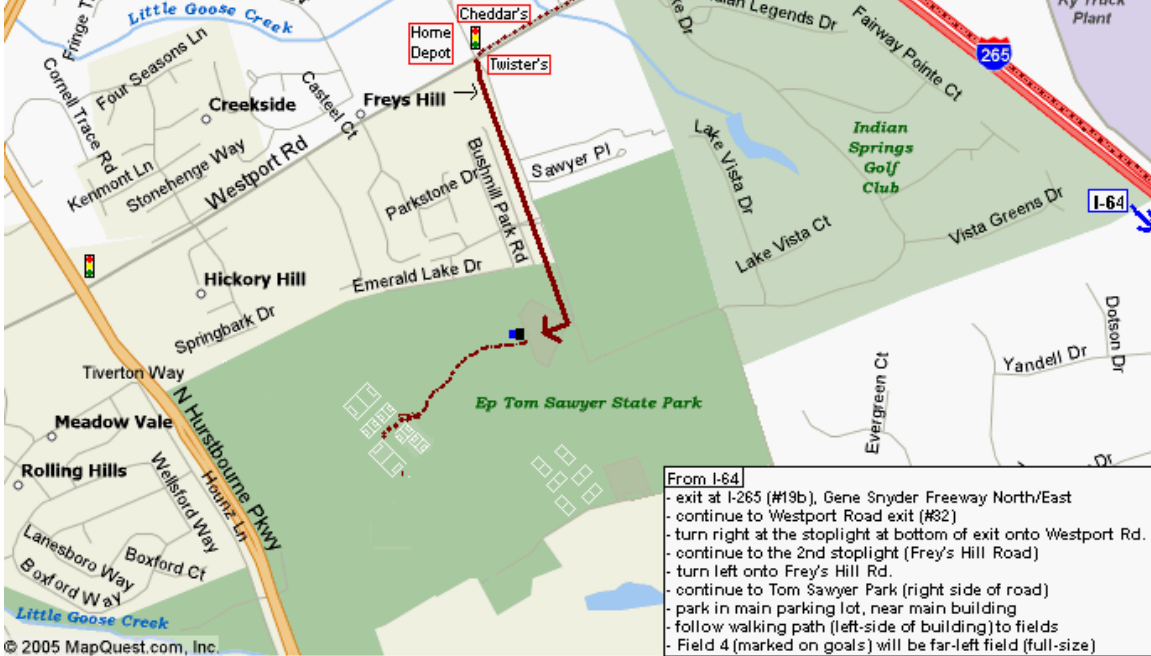 Little Goose Creek
Fringe T
Cornell Trace Rd
Four Seasons Ln
Creekside
Casteel Ct
Freys Hill
Home
Depot
Cheddar's
Twister's
Indian Legends Dr
Fairway Pointe Ct
265
Ky Truck
Plant
Kenmont Ln
Stonehenge Way
Westport Rd
Parkstone Dr
Bushmill Park Rd
Sawyer Pl
Lake Vista Dr
Indian
Springs
Golf
Club
I-64
Lake Vista Ct
Vista Greens Dr
Hickory Hill
Emerald Lake Dr
Springbark Dr
Tiverton Way
Dotson Dr
Yandell Dr
Evergreen Ct
Ep Tom Sawyer State Park
Meadow Vale
N Hurstbourne Pkwy
Rolling Hills
Hounz Ln
Wellsford Way
Lanesboro Way
Boxford Ct
Boxford Way
Little Goose Creek
© 2005 MapQuest.com, Inc.
From I-64
- exit at I-265 (#19b), Gene Snyder Freeway North/East
- continue to Westport Road exit (#32)
- turn right at the stoplight at bottom of exit onto Westport Rd.
- continue to the 2nd stoplight (Frey's Hill Road)
- turn left onto Frey's Hill Rd.
- continue to Tom Sawyer Park (right side of road)
- park in main parking lot, near main building
- follow walking path (left-side of building) to fields
- Field 4 (marked on goals) will be far-left field (full-size)